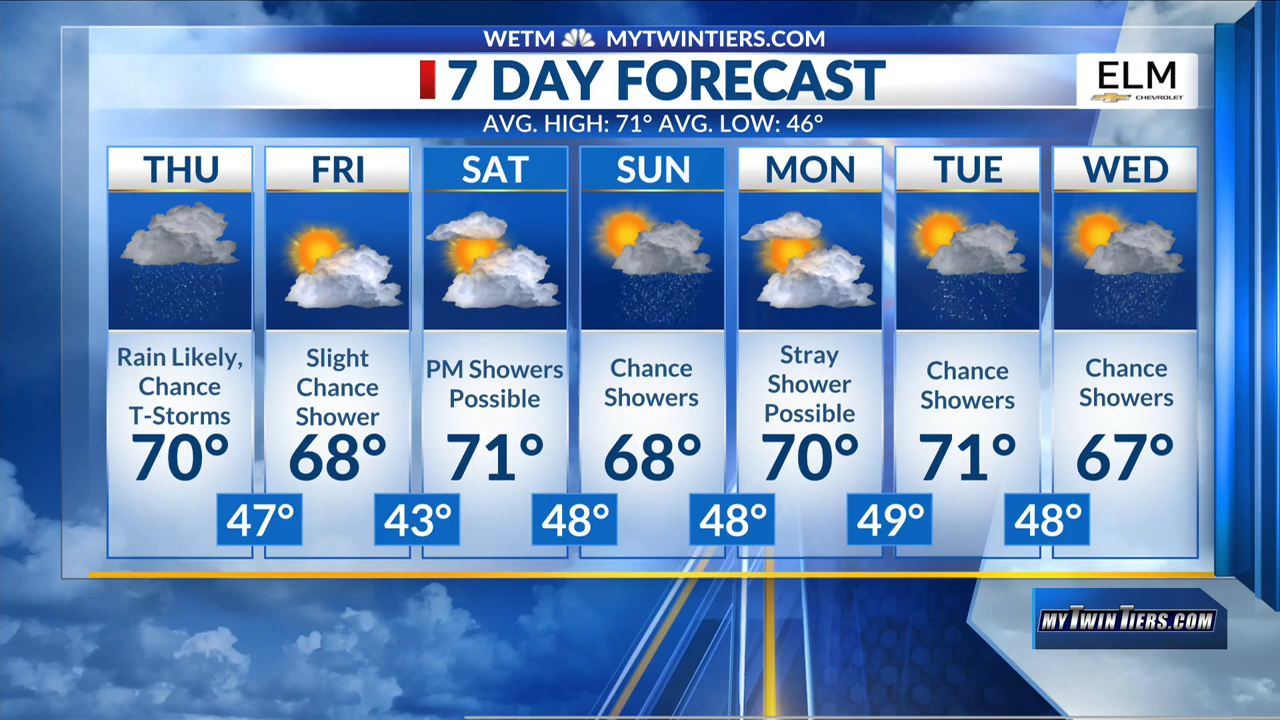 WETM MYTWINTIERS.COM
7 DAY FORECAST
ELM
CHEVROLET
AVG. HIGH: 71° AVG. LOW: 46°
THU
Rain Likely,
Chance
T-Storms
70°
FRI
Slight
Chance
Shower
68°
SAT
PM Showers
Possible
71°
SUN
Chance
Showers
68°
MON
Stray
Shower
Possible
70°
TUE
Chance
Showers
71°
WED
Chance
Showers
67°
47°
43°
48°
48°
49°
48°
MYTWINTIERS.COM